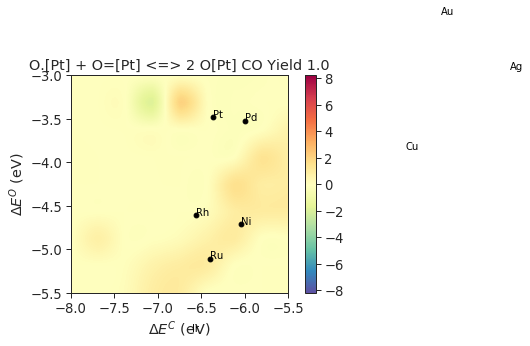 Au
Ag
O.[Pt] + O=[Pt] <=> 2 O[Pt] CO Yield 1.0
−3.0
−3.5
−4.0
−4.5
−5.0
−5.5
ΔE^O (eV)
Pt
Pd
Cu
Rh
Ni
Ru
8
6
4
2
0
−2
−4
−6
−8
−8.0 −7.5 −7.0 −6.5 −6.0 −5.5
ΔE^C (eV)
Ir